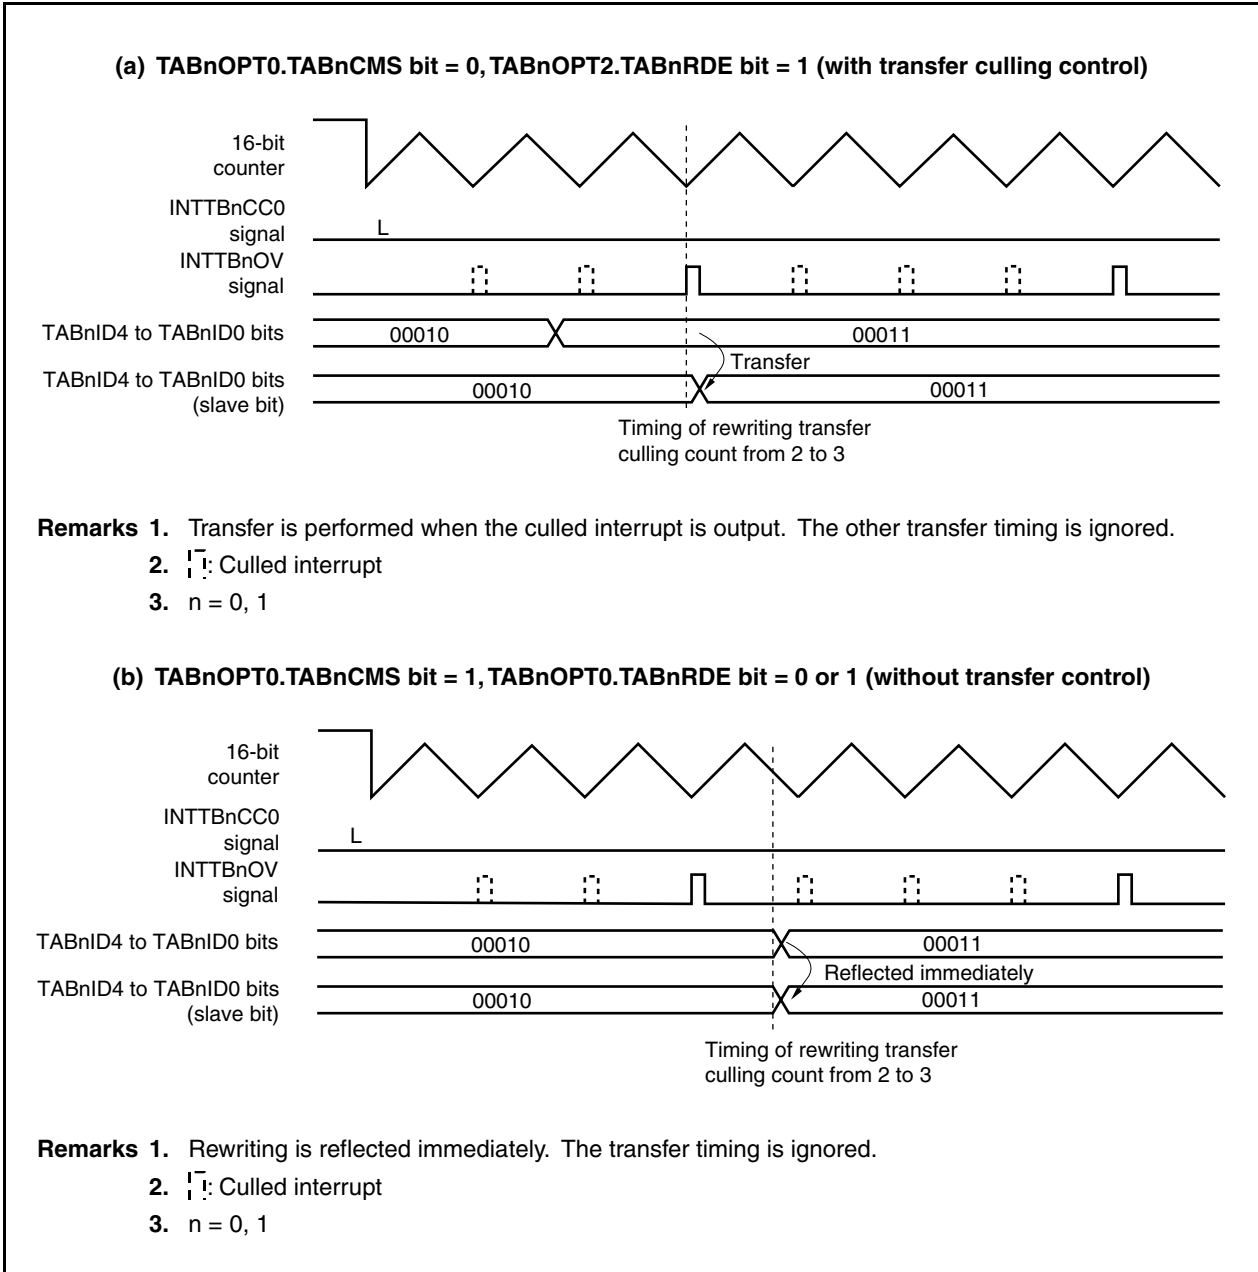 (a) TABnOPT0.TABnCMS bit = 0, TABnOPT2.TABnRDE bit = 1 (with transfer culling control)
16-bit
counter
INTTBnCC0
signal
L
INTTBnOV
signal
TABnID4 to TABnID0 bits
00010
00011
Transfer
TABnID4 to TABnID0 bits
(slave bit)
00010
00011
Timing of rewriting transfer
culling count from 2 to 3
Remarks 1. Transfer is performed when the culled interrupt is output. The other transfer timing is ignored.
2. : Culled interrupt
3. n = 0, 1
(b) TABnOPT0.TABnCMS bit = 1, TABnOPT0.TABnRDE bit = 0 or 1 (without transfer control)
16-bit
counter
INTTBnCC0
signal
L
INTTBnOV
signal
TABnID4 to TABnID0 bits
00010
00011
Reflected immediately
TABnID4 to TABnID0 bits
(slave bit)
00010
00011
Timing of rewriting transfer
culling count from 2 to 3
Remarks 1. Rewriting is reflected immediately. The transfer timing is ignored.
2. : Culled interrupt
3. n = 0, 1